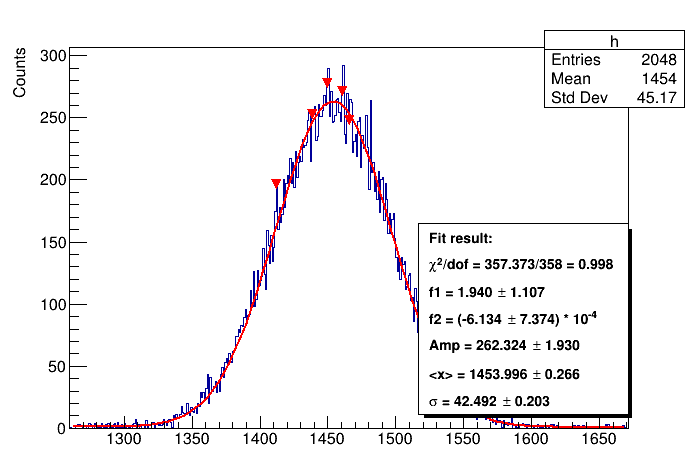 h
Entries 2048
Mean 1454
Std Dev 45.17
Counts
300
250
200
150
100
50
0
Fit result:
χ²/dof = 357.373/358 = 0.998
f1 = 1.940 ± 1.107
f2 = (-6.134 ± 7.374) * 10⁻⁴
Amp = 262.324 ± 1.930
<x> = 1453.996 ± 0.266
σ = 42.492 ± 0.203
1300 1350 1400 1450 1500 1550 1600 1650